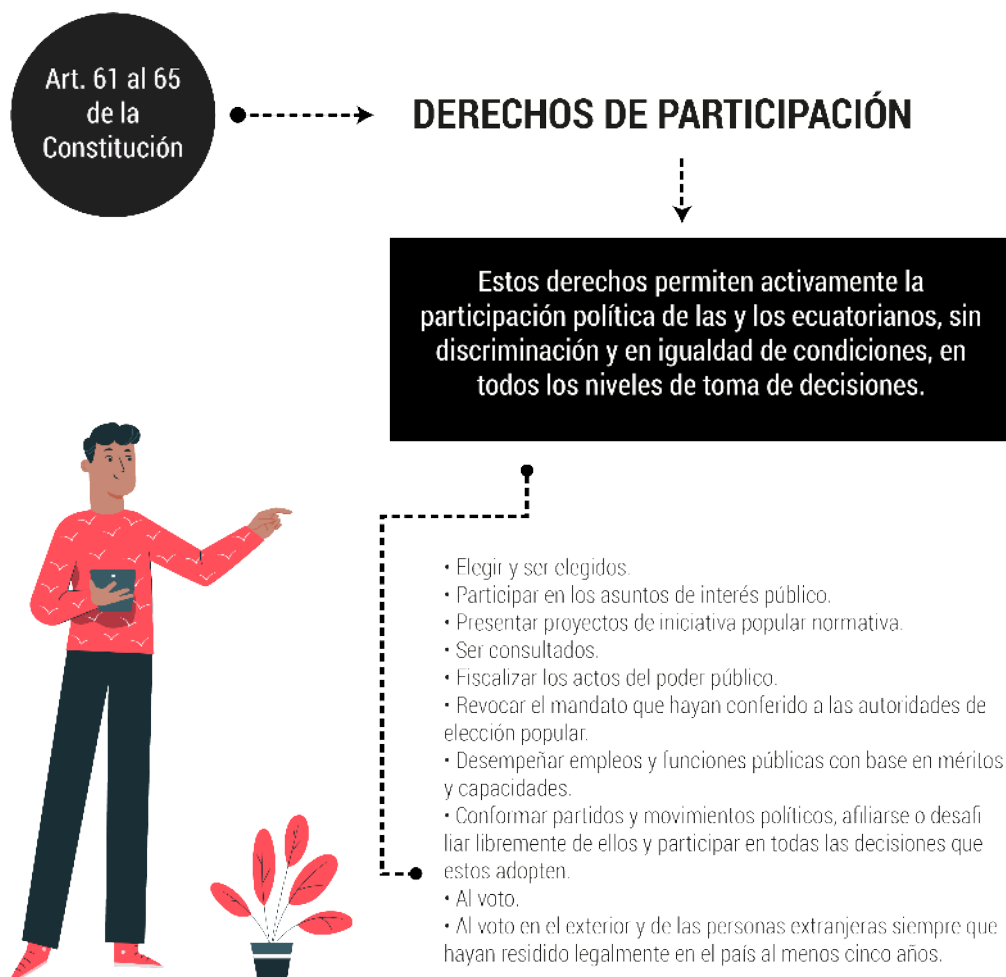 Art. 61 al 65
de la
Constitución
DERECHOS DE PARTICIPACIÓN
Estos derechos permiten activamente la
participación política de las y los ecuatorianos, sin
discriminación y en igualdad de condiciones, en
todos los niveles de toma de decisiones.
• Elegir y ser elegidos.
• Participar en los asuntos de interés público.
• Presentar proyectos de iniciativa popular normativa.
• Ser consultados.
• Fiscalizar los actos del poder público.
• Revocar el mandato que hayan conferido a las autoridades de
elección popular.
• Desempeñar empleos y funciones públicas con base en méritos
y capacidades.
• Conformar partidos y movimientos políticos, afiliarse o desafi
liar libremente de ellos y participar en todas las decisiones que
estos adopten.
• Al voto.
• Al voto en el exterior y de las personas extranjeras siempre que
hayan residido legalmente en el país al menos cinco años.